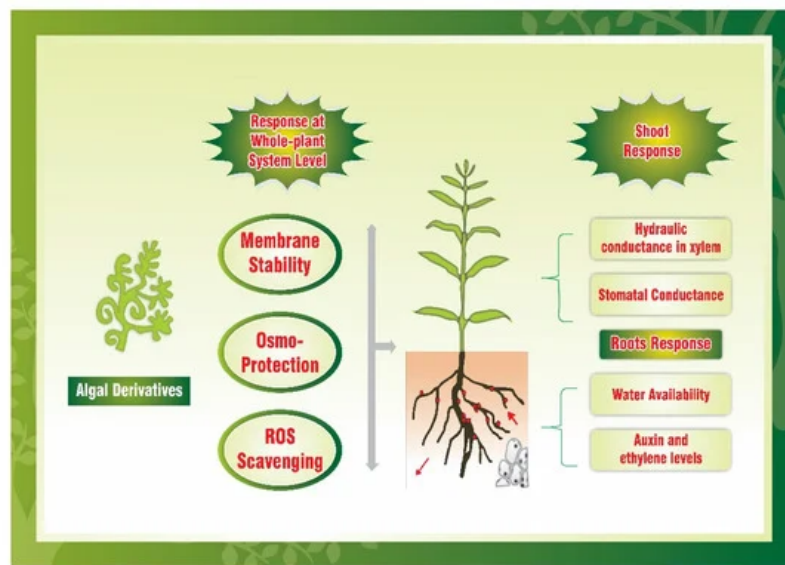 Response at
Whole-plant
System Level
Shoot
Response
Membrane
Stability
Osmo-
Protection
ROS
Scavenging
Algal Derivatives
Hydraulic
conductance in xylem
Stomatal Conductance
Roots Response
Water Availability
Auxin and
ethylene levels